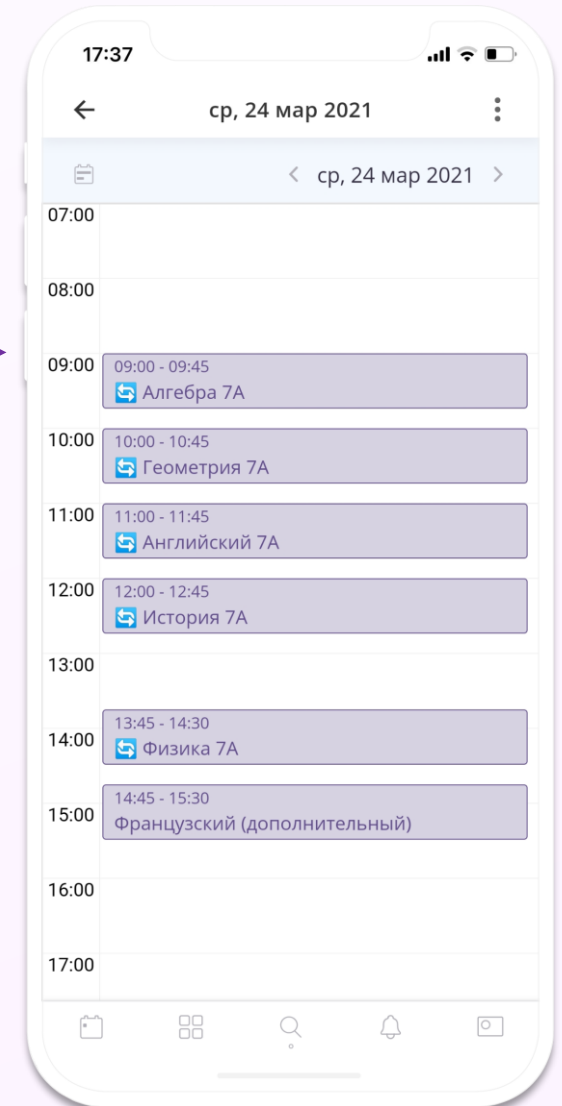 17:37
ср, 24 мар 2021
ср, 24 мар 2021
07:00
08:00
09:00
09:00 - 09:45
Алгебра 7А
10:00
10:00 - 10:45
Геометрия 7А
11:00
11:00 - 11:45
Английский 7А
12:00
12:00 - 12:45
История 7А
13:00
13:45 - 14:30
14:00
Физика 7А
14:45 - 15:30
15:00
Французский (дополнительный)
16:00
17:00